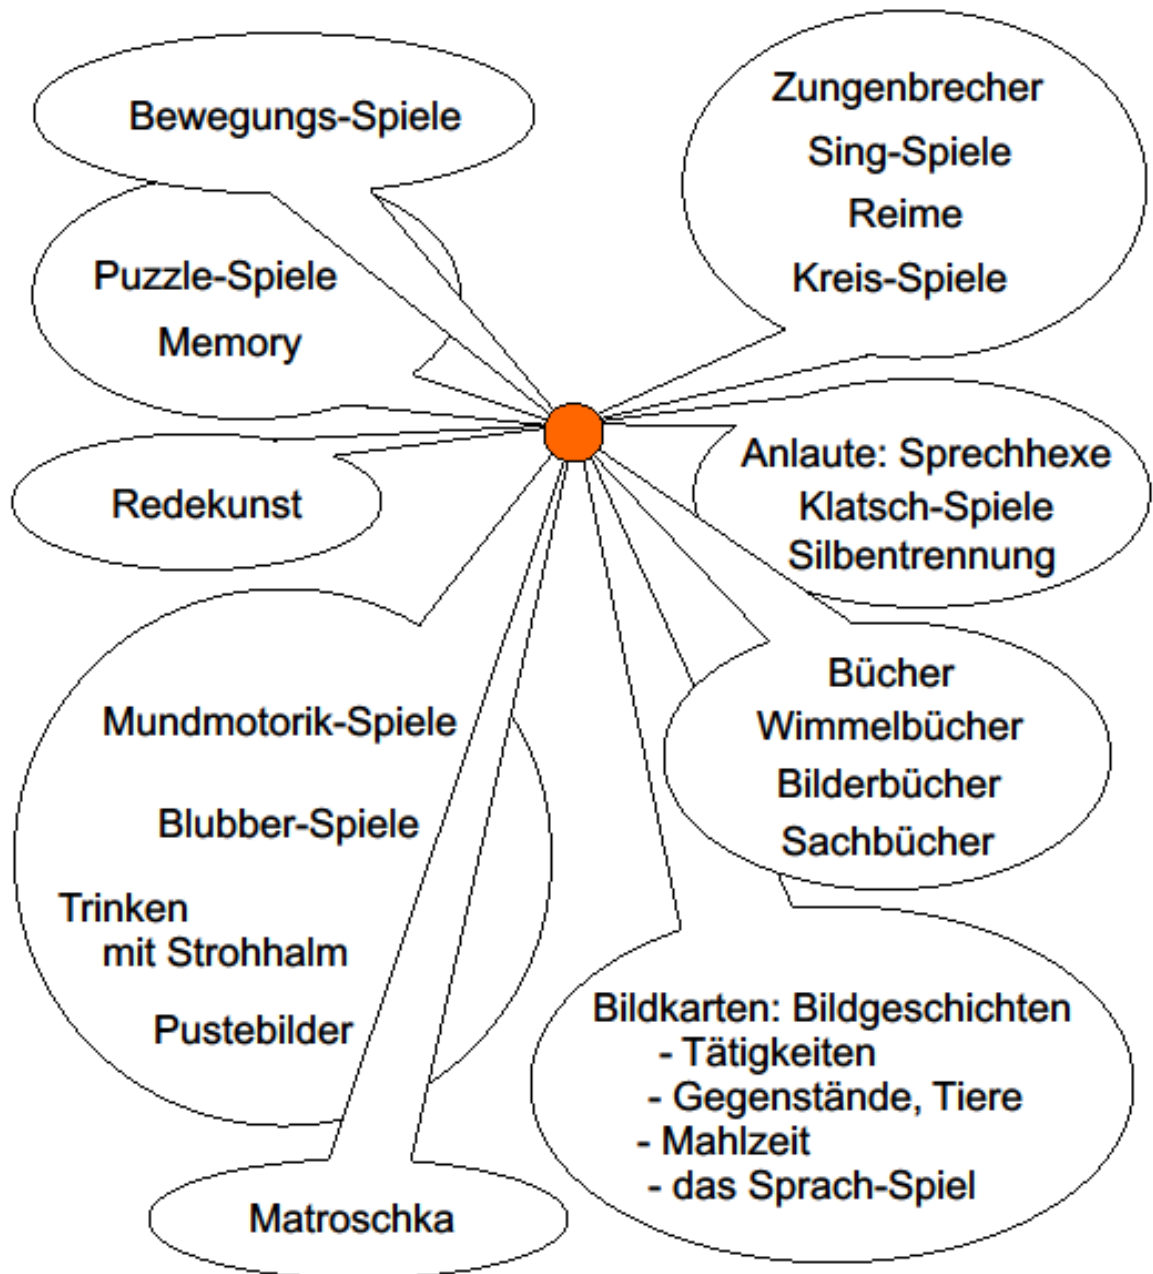 Bewegungs-Spiele
Puzzle-Spiele
Memory
Redekunst
Mundmotorik-Spiele
Blubber-Spiele
Trinken
mit Strohhalm
Pustebilder
Matroschka
Zungenbrecher
Sing-Spiele
Reime
Kreis-Spiele
Anlaute: Sprechhexe
Klatsch-Spiele
Silbentrennung
Bücher
Wimmelbücher
Bilderbücher
Sachbücher
Bildkarten: Bildgeschichten
- Tätigkeiten
- Gegenstände, Tiere
- Mahlzeit
- das Sprach-Spiel